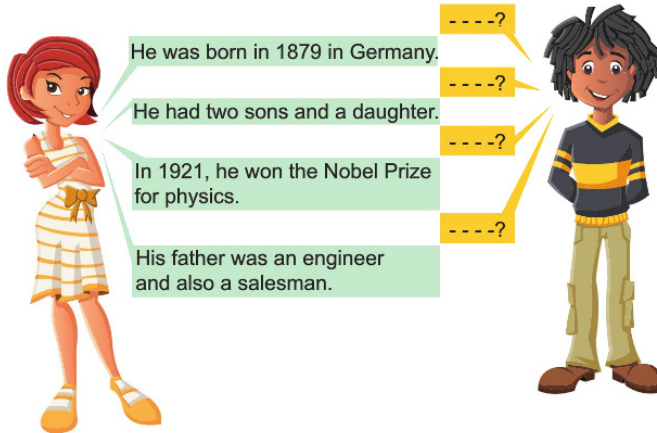 - - - -?
He was born in 1879 in Germany.
- - - -?
He had two sons and a daughter.
- - - -?
In 1921, he won the Nobel Prize
for physics.
- - - -?
His father was an engineer
and also a salesman.